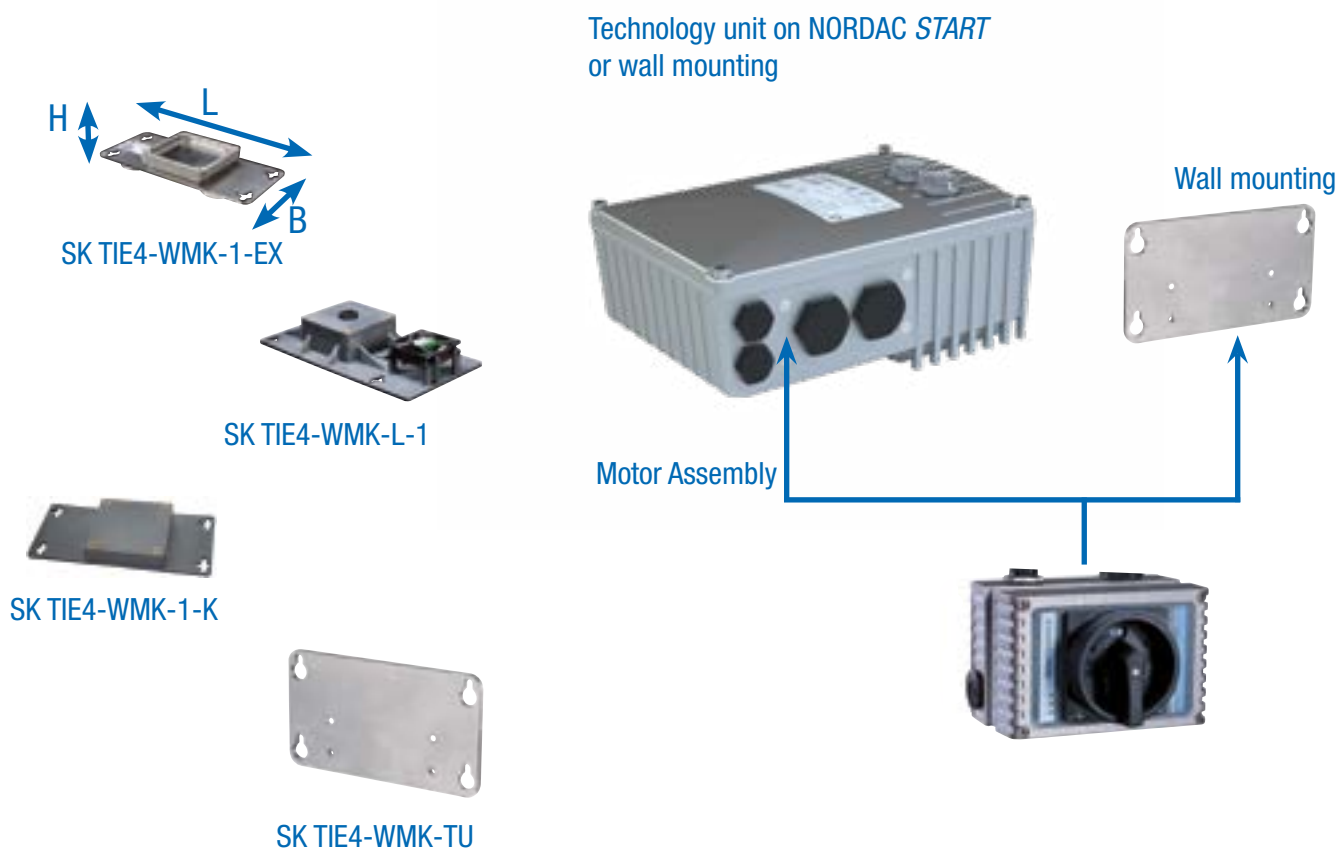 Technology unit on NORDAC START
or wall mounting
H
L
B
SK TIE4-WMK-1-EX
Wall mounting
SK TIE4-WMK-L-1
Motor Assembly
SK TIE4-WMK-1-K
SK TIE4-WMK-TU